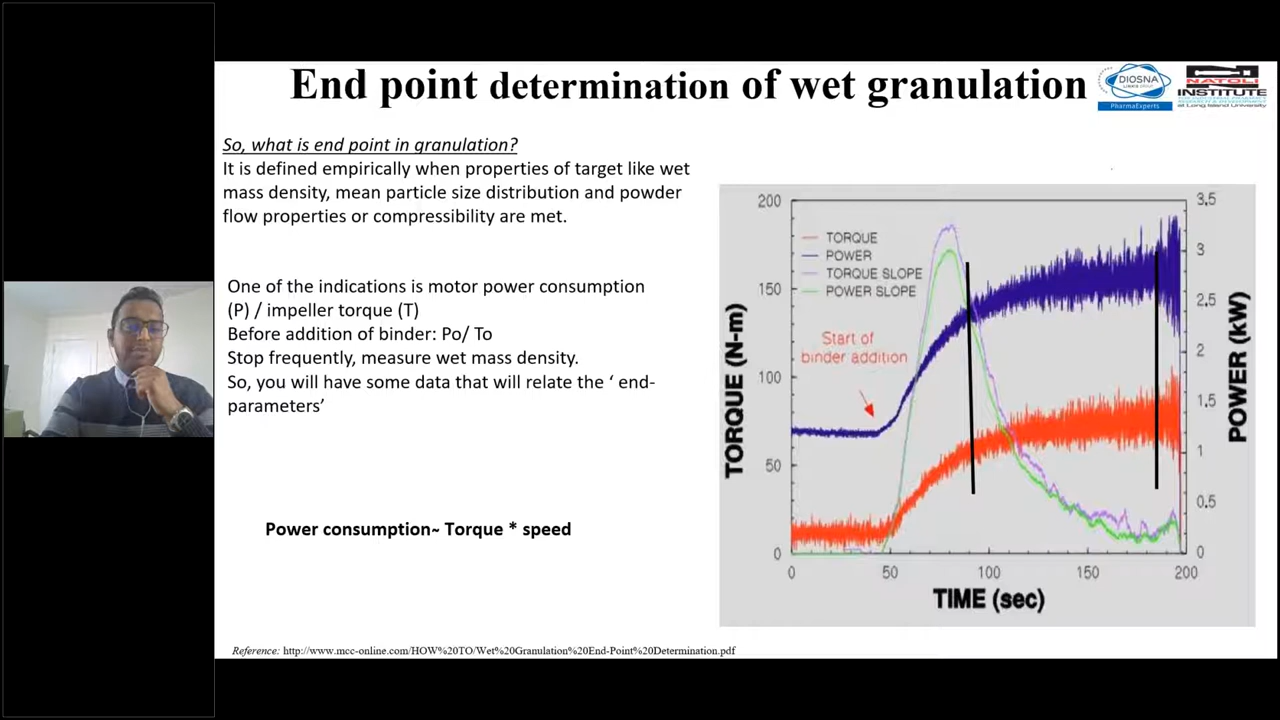 End point determination of wet granulation
DIOSNA
PharmaExperts
NATOLI
INSTITUTE
at Long Island University
So, what is end point in granulation?
It is defined empirically when properties of target like wet
mass density, mean particle size distribution and powder
flow properties or compressibility are met.
One of the indications is motor power consumption
(P) / impeller torque (T)
Before addition of binder: Po/ To
Stop frequently, measure wet mass density.
So, you will have some data that will relate the ‘ end-
parameters’
Power consumption~ Torque * speed
TORQUE
POWER
TORQUE SLOPE
POWER SLOPE
Start of
binder addition
TORQUE (N-m)
200
150
100
50
0
POWER (kW)
3,5
3
2,5
2
1,5
1
0,5
0
0 50 100 150 200
TIME (sec)
Reference: http://www.mcc-online.com/HOW%20TO/Wet%20Granulation%20End-Point%20Determination.pdf